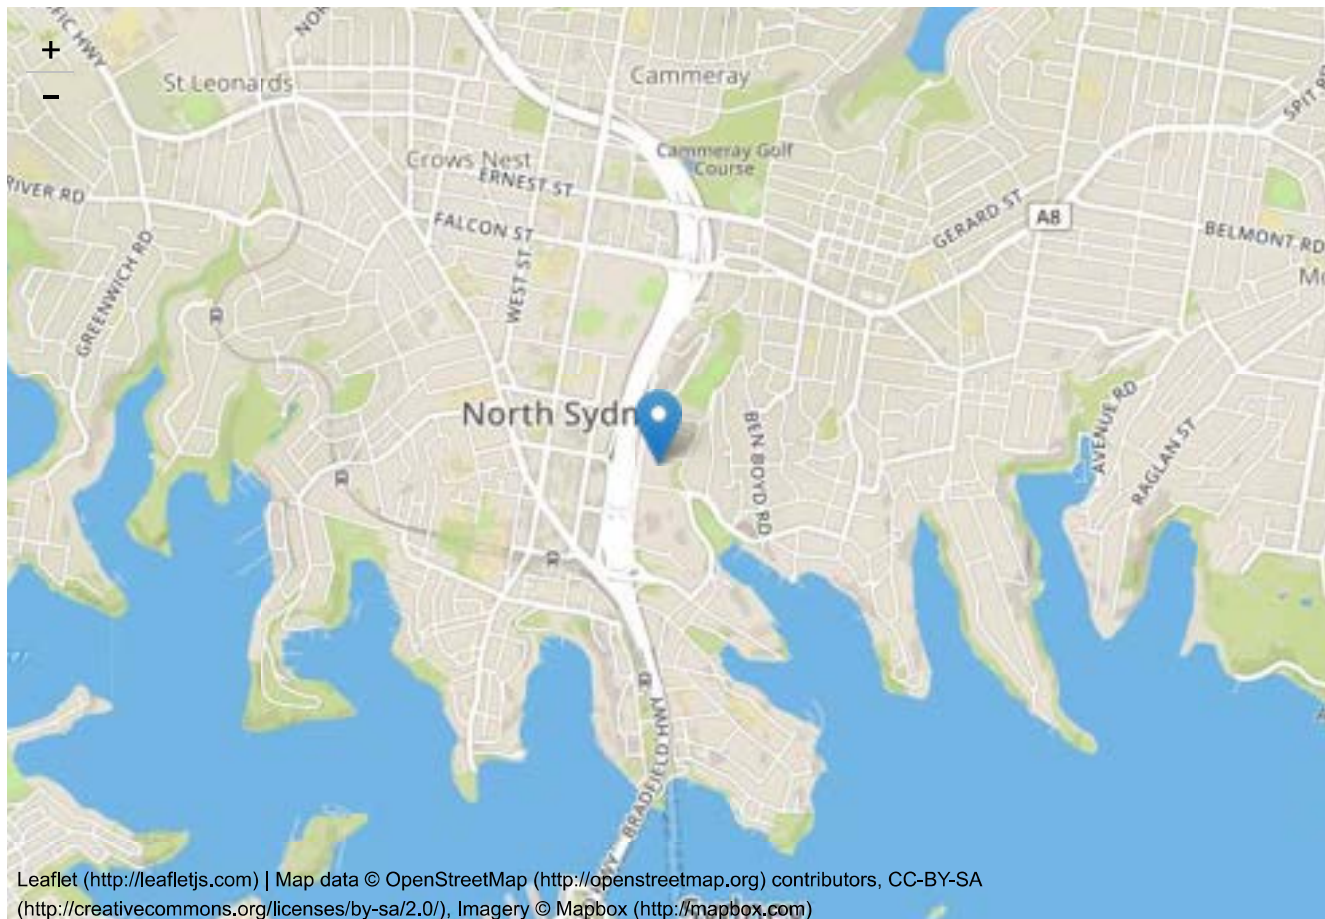 +
−
St Leonards
Cammeray
Crows Nest
Cammeray Golf
Course
ERNEST ST
RIVER RD
FALCON ST
WEST ST
GREENWICH RD
GERARD ST
A8
SPIT RD
BELMONT RD
North Sydn
BEN BOYD RD
AVENUE RD
RAGLAN ST
BRADFIELD HWY
Leaflet (http://leafletjs.com) | Map data © OpenStreetMap (http://openstreetmap.org) contributors, CC-BY-SA
(http://creativecommons.org/licenses/by-sa/2.0/), Imagery © Mapbox (http://mapbox.com)